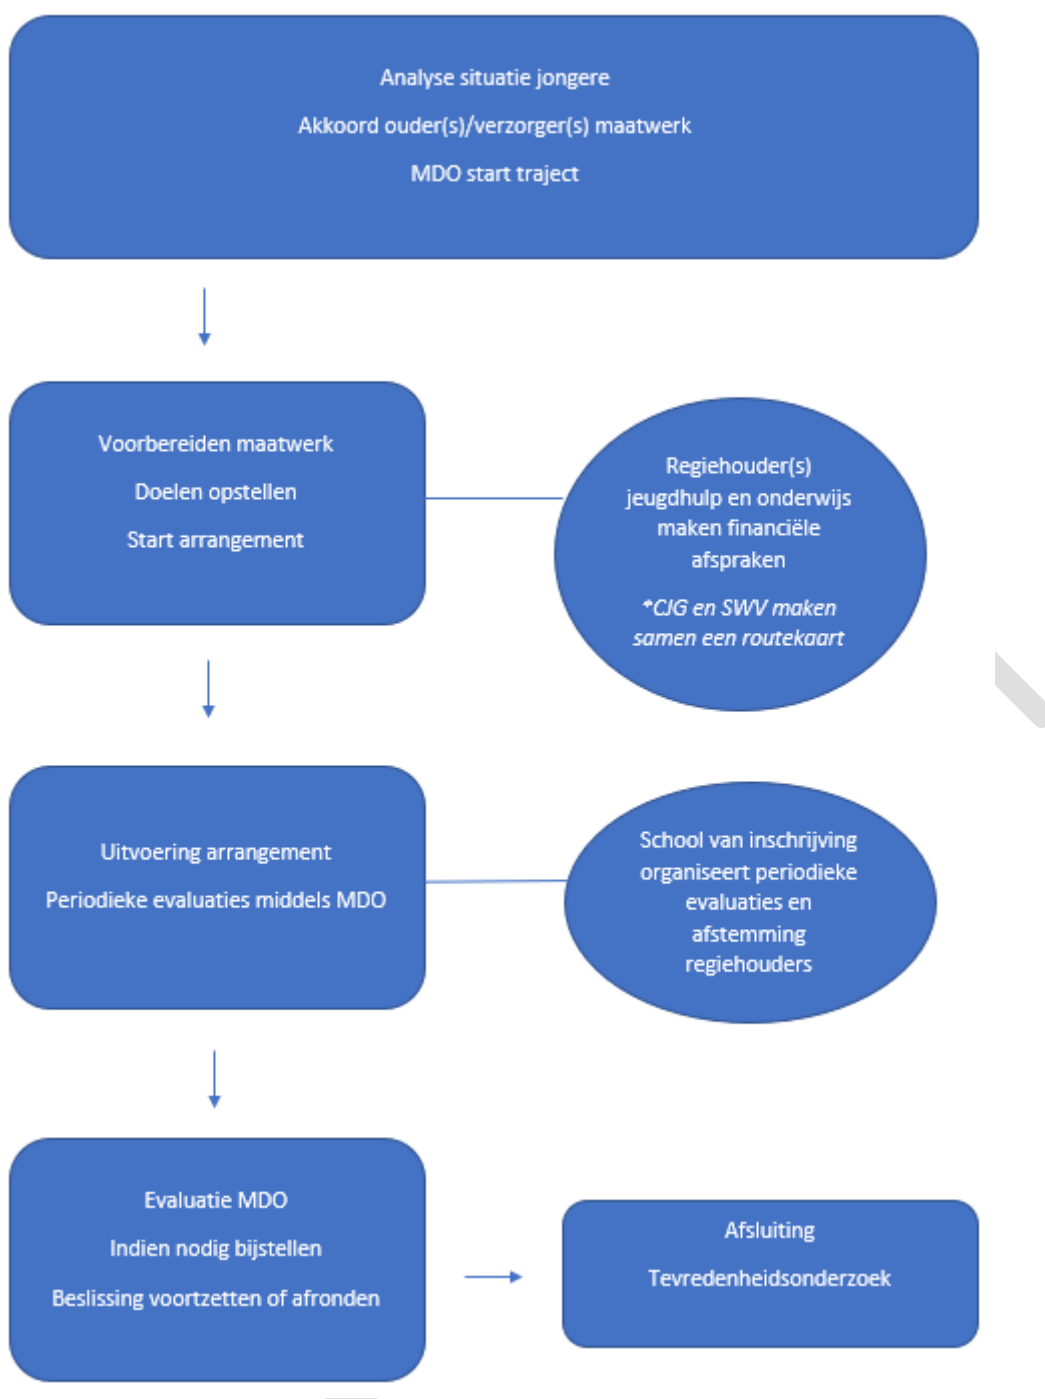 Analyse situatie jongere
Akkoord ouder(s)/verzorger(s) maatwerk
MDO start traject
Voorbereiden maatwerk
Doelen opstellen
Start arrangement
Regiehouder(s)
jeugdhulp en onderwijs
maken financiële
afspraken
*CJG en SWV maken
samen een routekaart
Uitvoering arrangement
Periodieke evaluaties middels MDO
School van inschrijving
organiseert periodieke
evaluaties en
afstemming
regiehouders
Evaluatie MDO
Indien nodig bijstellen
Beslissing voortzetten of afronden
Afsluiting
Tevredenheidsonderzoek